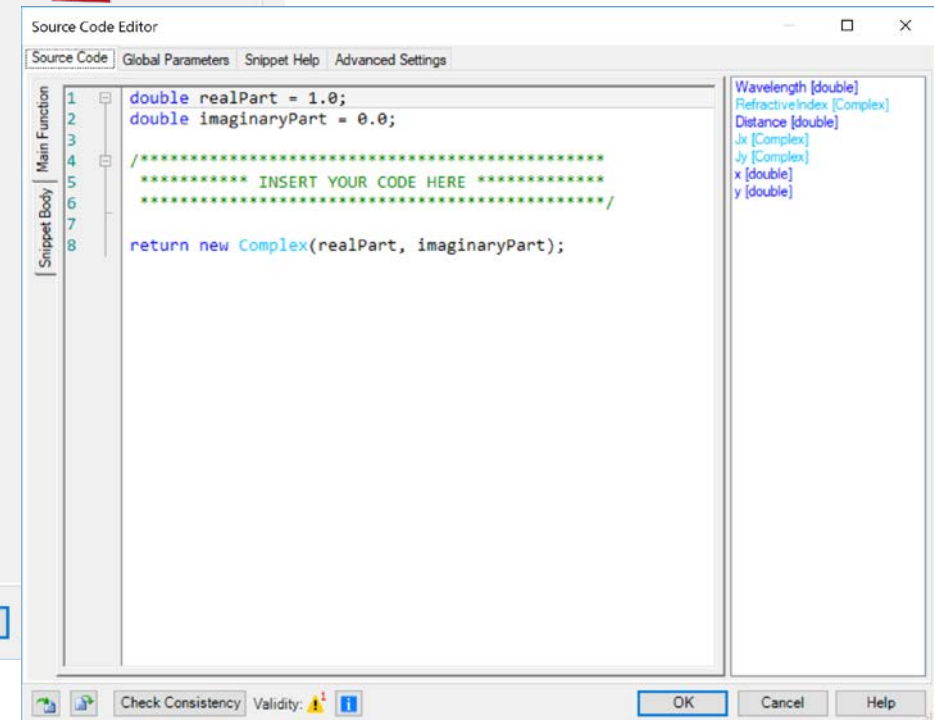 Source Code Editor
Source Code Global Parameters Snippet Help Advanced Settings
Main Function
Snippet Body
1 double realPart = 1.0;
2 double imaginaryPart = 0.0;
3
4 /***********************************************
5 *********** INSERT YOUR CODE HERE *************
6 ***********************************************/
7
8 return new Complex(realPart, imaginaryPart);
Wavelength [double]
RefractiveIndex [Complex]
Distance [double]
Jx [Complex]
Jy [Complex]
x [double]
y [double]
Check Consistency Validity: 1 OK Cancel Help